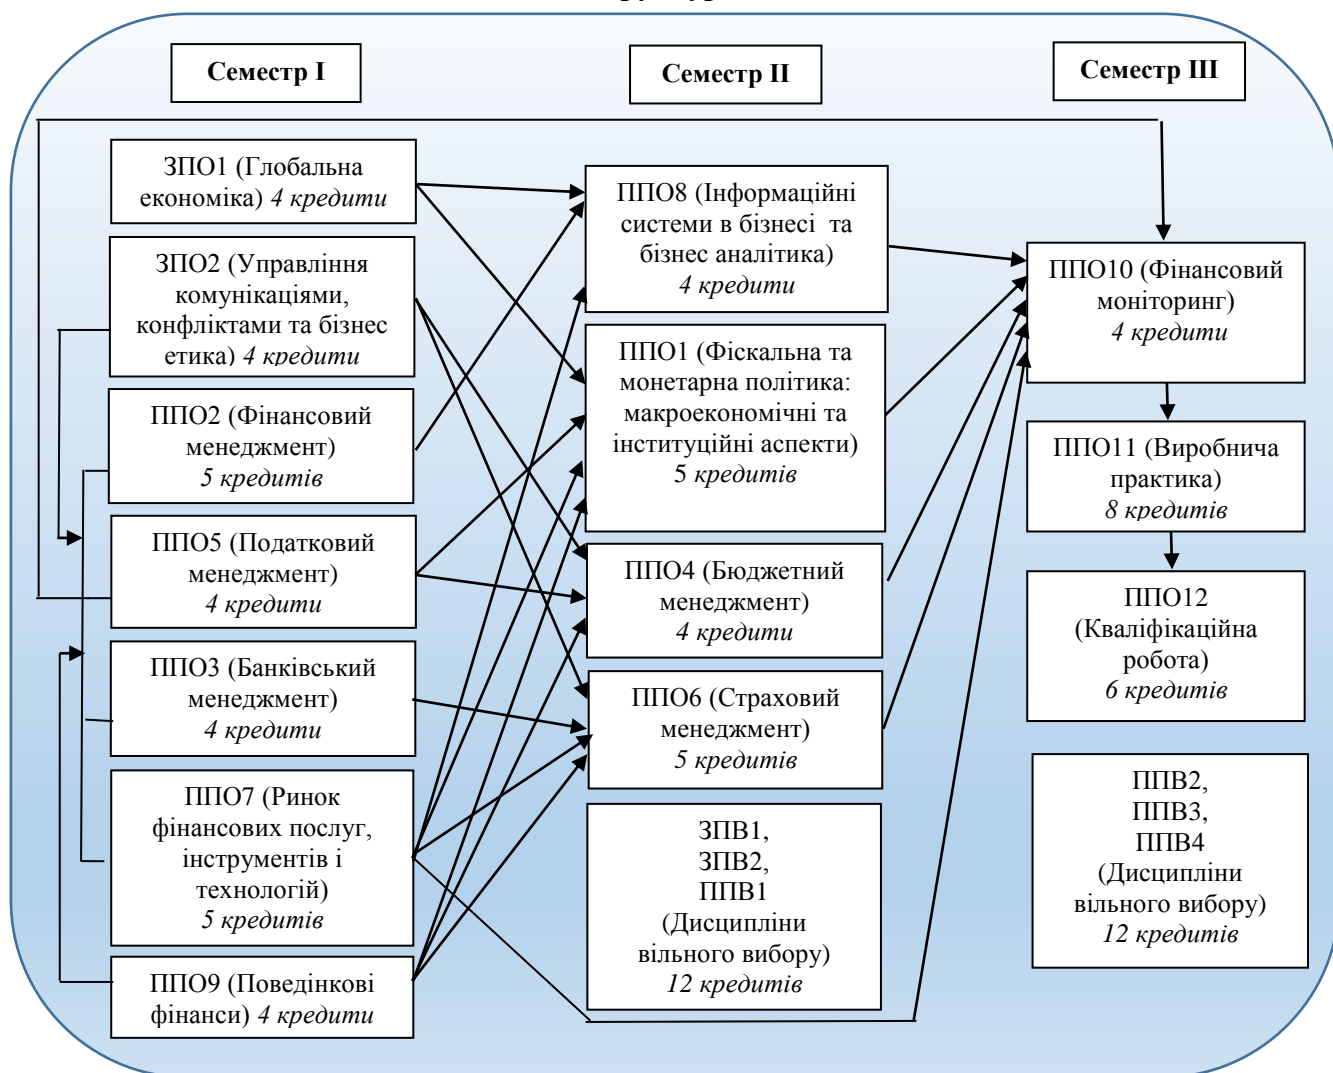 Семестр І
Семестр ІІ
Семестр ІІІ
ЗПО1 (Глобальна
економіка) 4 кредити
ЗПО2 (Управління
комунікаціями,
конфліктами та бізнес
етика) 4 кредити
ППО2 (Фінансовий
менеджмент)
5 кредитів
ППО5 (Податковий
менеджмент)
4 кредити
ППО3 (Банківський
менеджмент)
4 кредити
ППО7 (Ринок
фінансових послуг,
інструментів і
технологій)
5 кредитів
ППО9 (Поведінкові
фінанси) 4 кредити
ППО8 (Інформаційні
системи в бізнесі та
бізнес аналітика)
4 кредити
ППО1 (Фіскальна та
монетарна політика:
макроекономічні та
інституційні аспекти)
5 кредитів
ППО4 (Бюджетний
менеджмент)
4 кредити
ППО6 (Страховий
менеджмент)
5 кредитів
ЗПВ1,
ЗПВ2,
ППВ1
(Дисципліни
вільного вибору)
12 кредитів
ППО10 (Фінансовий
моніторинг)
4 кредити
ППО11 (Виробнича
практика)
8 кредитів
ППО12
(Кваліфікаційна
робота)
6 кредитів
ППВ2,
ППВ3,
ППВ4
(Дисципліни
вільного вибору)
12 кредитів